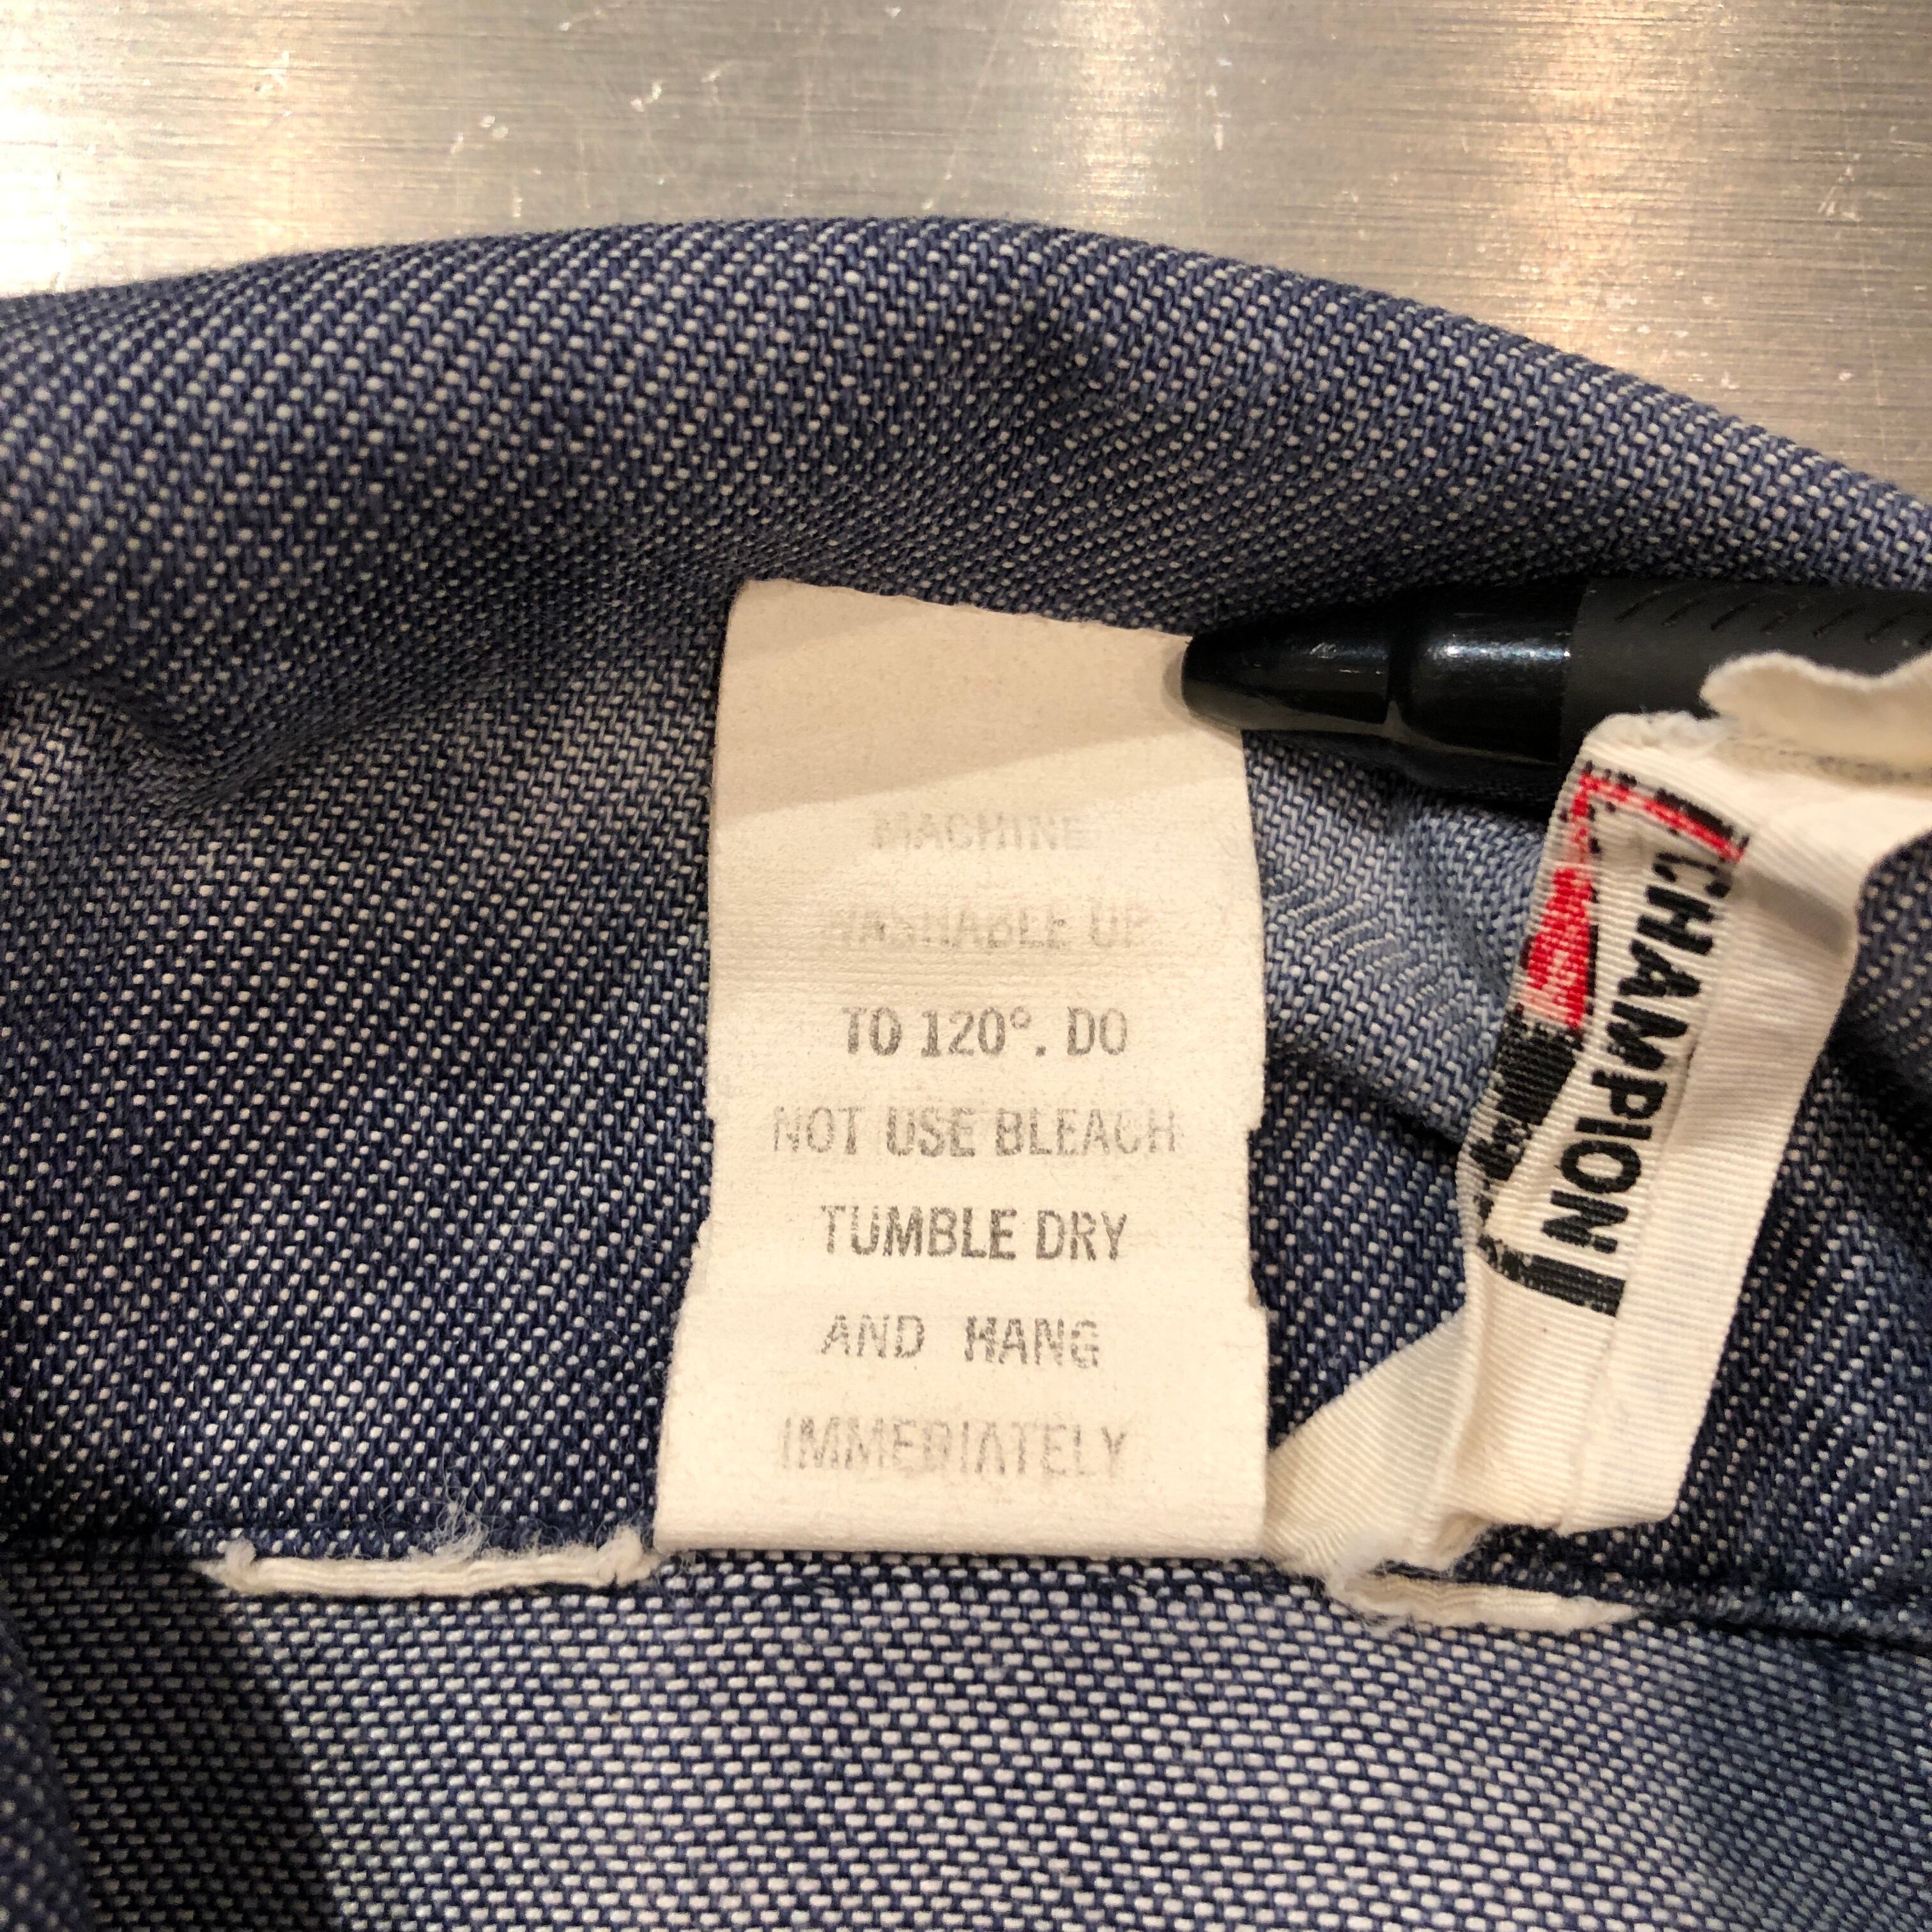 MACHINE
WASHABLE UP
TO 120°. DO
NOT USE BLEACH
TUMBLE DRY
AND HANG
IMMEDIATELY
CHAMPION